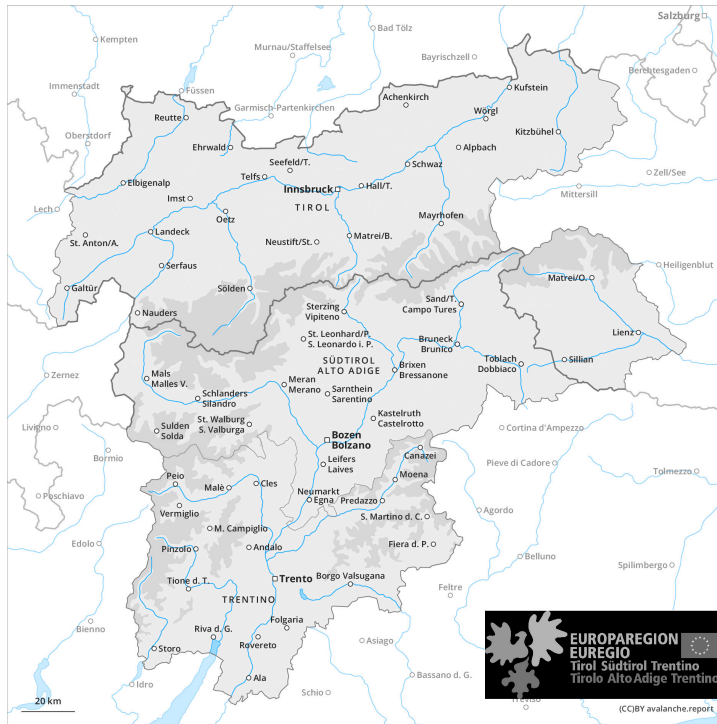 Salzburg
Kempten
Bad Tölz
Murnau/Staffelsee
Bayrischzell
Berchtesgaden
Immenstadt
Füssen
Kufstein
Achenkirch
Garmisch-Partenkirchen
Reutte
Wörgl
Kitzbühel
Oberstdorf
Ehrwald
Alpbach
Seefeld/T.
Schwaz
Zell/See
Telfs
Elbigenalp
Innsbruck
Hall/T.
Mittersill
Imst
TIROL
Lech
Oetz
Mayrhofen
Landeck
St. Anton/A.
Neustift/St.
Matrei/B.
Serfaus
Heiligenblut
Matrei/O.
Galtür
Sölden
Sand/T.
Campo Tures
Nauders
Sterzing
Vipiteno
Lienz
St. Leonhard/P.
S. Leonardo i. P.
Bruneck
Brunico
SÜDTIROL
ALTO ADIGE
Toblach
Dobbiaco
Sillian
Brixen
Bressanone
Zernez
Mals
Malles V.
Meran
Merano
Sarnthein
Sarentino
Schlanders
Silandro
St. Walburg
S. Valburga
Kastelruth
Castelrotto
Livigno
Sulden
Solda
Bozen
Bolzano
Cortina d'Ampezzo
Bormio
Canazei
Leifers
Laives
Pieve di Cadore
Tolmezzo
Peio
Moena
Malè
Cles
Neumarkt
Egna
Predazzo
Poschiavo
Vermiglio
S. Martino d. C.
Agordo
M. Campiglio
Edolo
Pinzolo
Andalo
Fiera d. P.
Belluno
Spilimbergo
Tione d. T.
Trento
Borgo Valsugana
Feltre
TRENTINO
Folgaria
Bienno
Riva d. G.
Rovereto
Asiago
Storo
EUROPAREGION
EUREGIO
Tirol Südtirol Trentino
Tirolo Alto Adige Trentino
Ala
Idro
Schio
Bassano d. G.
Treviso
20 km
(CC)BY avalanche.report